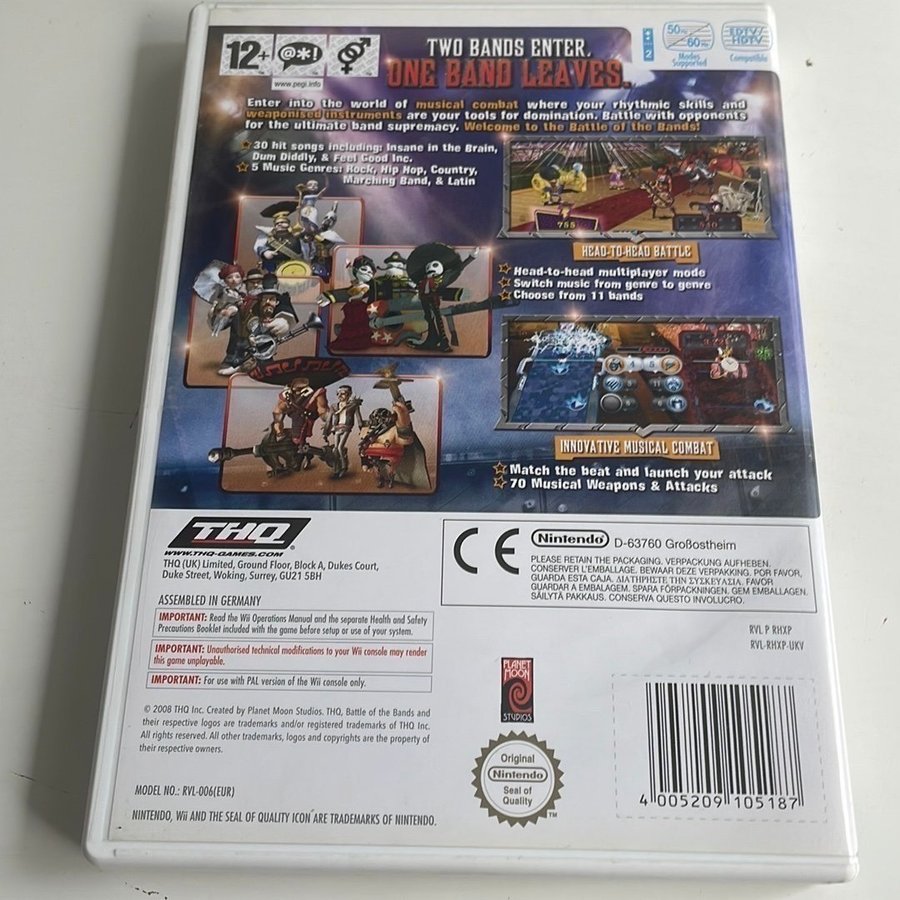 12+
@*!
www.pegi.info
TWO BANDS ENTER.
ONE BAND LEAVES.
2
50Hz
60Hz
Modes
Supported
EDTV/
HDTV
Compatible
Enter into the world of musical combat where your rhythmic skills and
weaponised instruments are your tools for domination. Battle with opponents
for the ultimate band supremacy. Welcome to the Battle of the Bands!
30 hit songs including: Insane in the Brain,
Dum Diddly, & Feel Good Inc.
5 Music Genres: Rock, Hip Hop, Country,
Marching Band, & Latin
755
HEAD-TO-HEAD BATTLE
Head-to-head multiplayer mode
Switch music from genre to genre
Choose from 11 bands
INNOVATIVE MUSICAL COMBAT
Match the beat and launch your attack
70 Musical Weapons & Attacks
THQ
WWW.THQ-GAMES.COM
THQ (UK) Limited, Ground Floor, Block A, Dukes Court,
Duke Street, Woking, Surrey, GU21 5BH
CE
Nintendo D-63760 Großostheim
PLEASE RETAIN THE PACKAGING. VERPACKUNG AUFHEBEN.
CONSERVER L'EMBALLAGE. BEWAAR DEZE VERPAKKING. POR FAVOR,
GUARDA ESTA CAJA. ΔΙΑΤΗΡΗΣΤΕ ΤΗΝ ΣΥΣΚΕΥΑΣΙΑ. FAVOR
GUARDAR A EMBALAGEM. SPARA FÖRPACKNINGEN. GEM EMBALLAGEN.
SÄILYTÄ PAKKAUS. CONSERVA QUESTO INVOLUCRO.
ASSEMBLED IN GERMANY
IMPORTANT: Read the Wii Operations Manual and the separate Health and Safety
Precautions Booklet included with the game before setup or use of your system.
IMPORTANT: Unauthorised technical modifications to your Wii console may render
this game unplayable.
IMPORTANT: For use with PAL version of the Wii console only.
RVL P RHXP
RVL-RHXP-UKV
PLANET
MOON
STUDIOS
© 2008 THQ Inc. Created by Planet Moon Studios. THQ, Battle of the Bands and
their respective logos are trademarks and/or registered trademarks of THQ Inc.
All rights reserved. All other trademarks, logos and copyrights are the property of
their respective owners.
Original
Nintendo
Seal of
Quality
TM
MODEL NO.: RVL-006(EUR)
NINTENDO, Wii AND THE SEAL OF QUALITY ICON ARE TRADEMARKS OF NINTENDO.
4 005209 105187